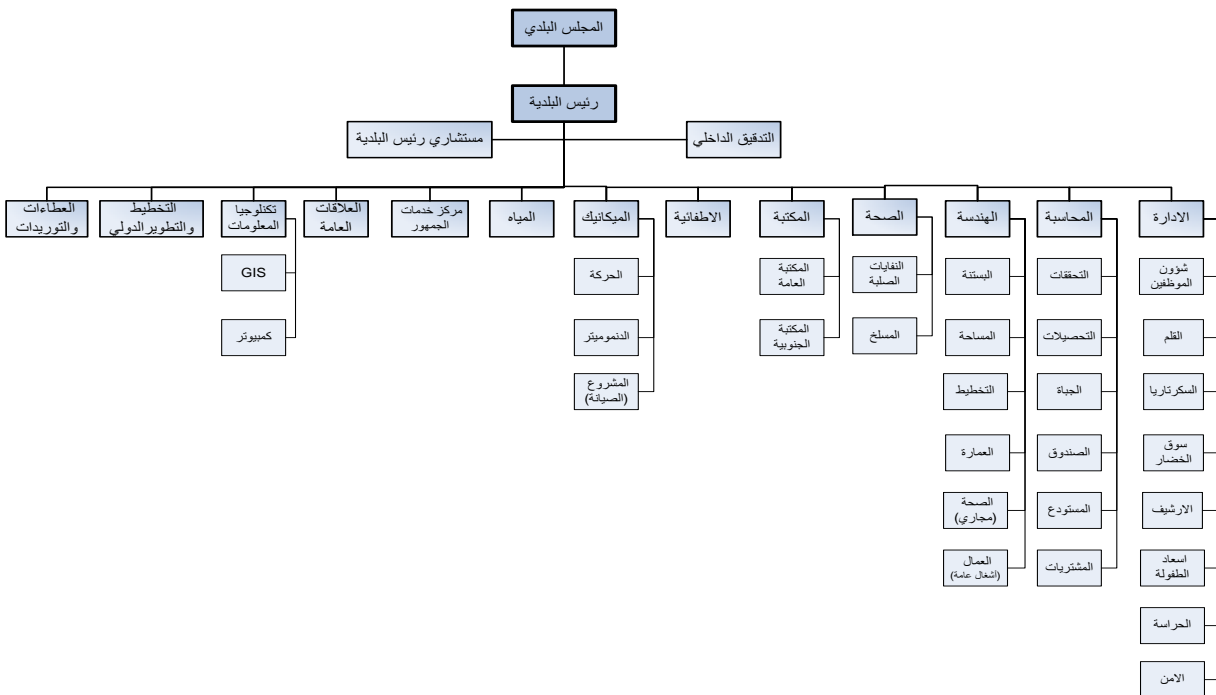 المجلس البلدي
رئيس البلدية
التدقيق الداخلي
مستشاري رئيس البلدية
الادارة
المحاسبة
الهندسة
الصحة
المكتبة
الاطفائية
الميكانيك
المياه
مركز خدمات
الجمهور
العلاقات
العامة
تكنلوجيا
المعلومات
التخطيط
والتطويرالدولي
العطاءات
والتوريدات
شؤون
الموظفين
القلم
السكرتاريا
سوق
الخضار
الارشيف
اسعاد
الطفولة
الحراسة
الامن
التحققات
التحصيلات
الجباة
الصندوق
المستودع
المشتريات
البستنة
المساحة
التخطيط
العمارة
الصحة
(مجاري)
العمال
(أشغال عامة)
النفايات
الصلبة
المسلخ
المكتبة
العامة
المكتبة
الجنوبية
الحركة
الدنموميتر
المشروع
(الصيانة)
GIS
كمبيوتر